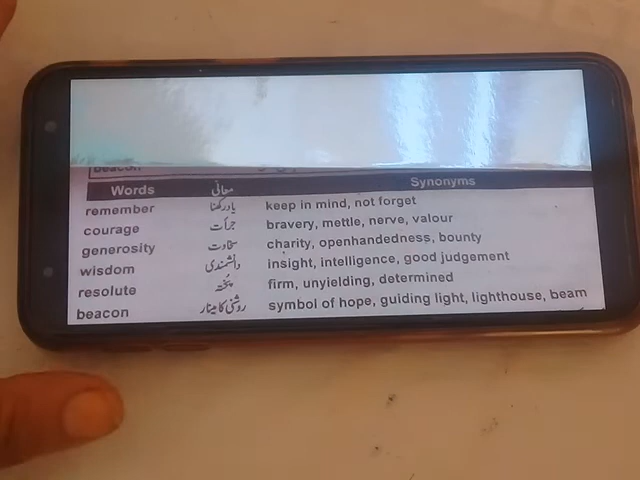 Beacon
Words معانی Synonyms
remember یاد رکھنا keep in mind, not forget
courage جرأت bravery, mettle, nerve, valour
generosity سخاوت charity, openhandedness, bounty
wisdom دانشمندی insight, intelligence, good judgement
resolute پختہ firm, unyielding, determined
beacon روشنی کا مینار symbol of hope, guiding light, lighthouse, beam